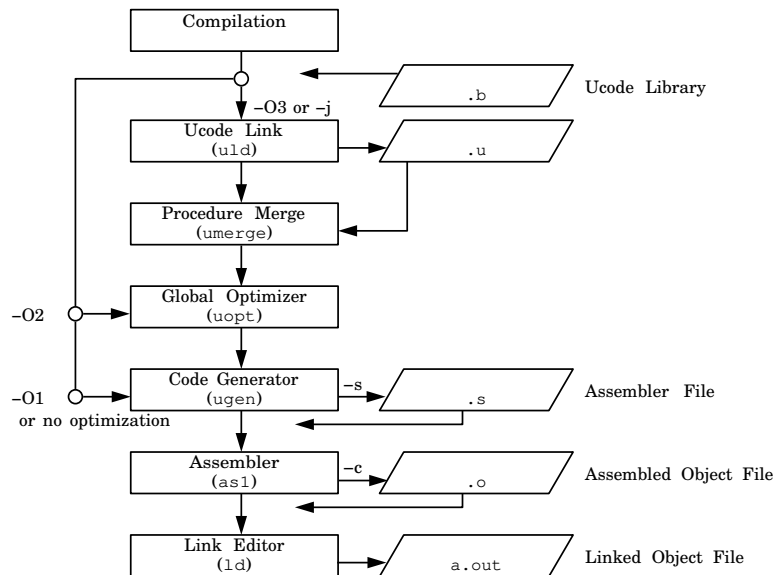 Compilation
.b
Ucode Library
–O3 or –j
Ucode Link
(uld)
.u
Procedure Merge
(umerge)
Global Optimizer
(uopt)
–O2
Code Generator
(ugen)
–s
.s
Assembler File
–O1
or no optimization
Assembler
(as1)
–c
.o
Assembled Object File
Link Editor
(ld)
a.out
Linked Object File